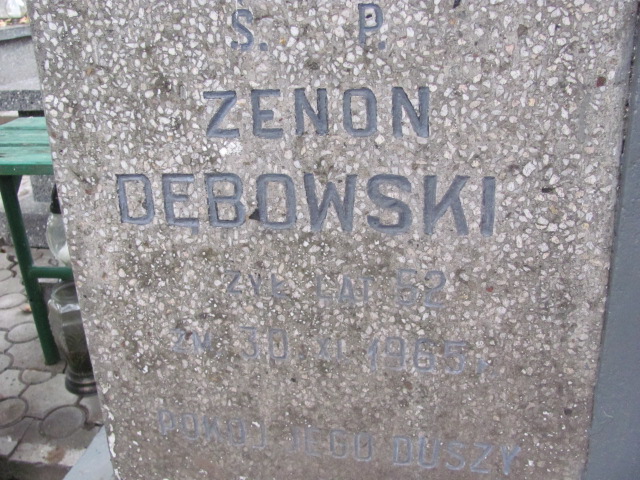 Ś. P.
ZENON
DĘBOWSKI
ŻYŁ LAT 52
ZM. 30 XI 1965 r.
POKÓJ JEGO DUSZY